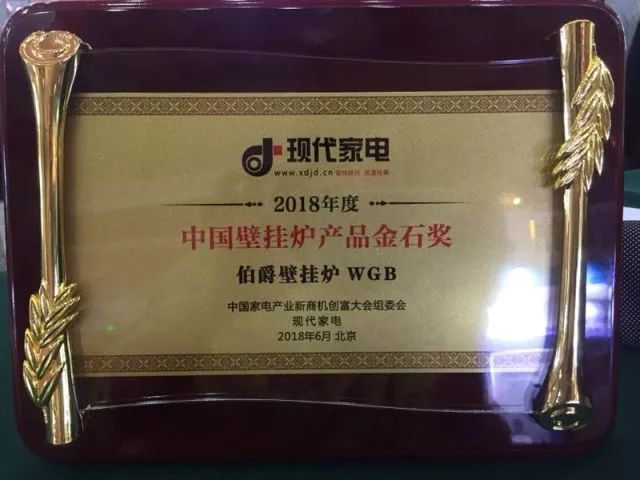 现代家电
www.xdjd.cn
2018年度
中国壁挂炉产品金石奖
伯爵壁挂炉 WGB
中国家电产业新商机创富大会组委会
现代家电
2018年6月 北京